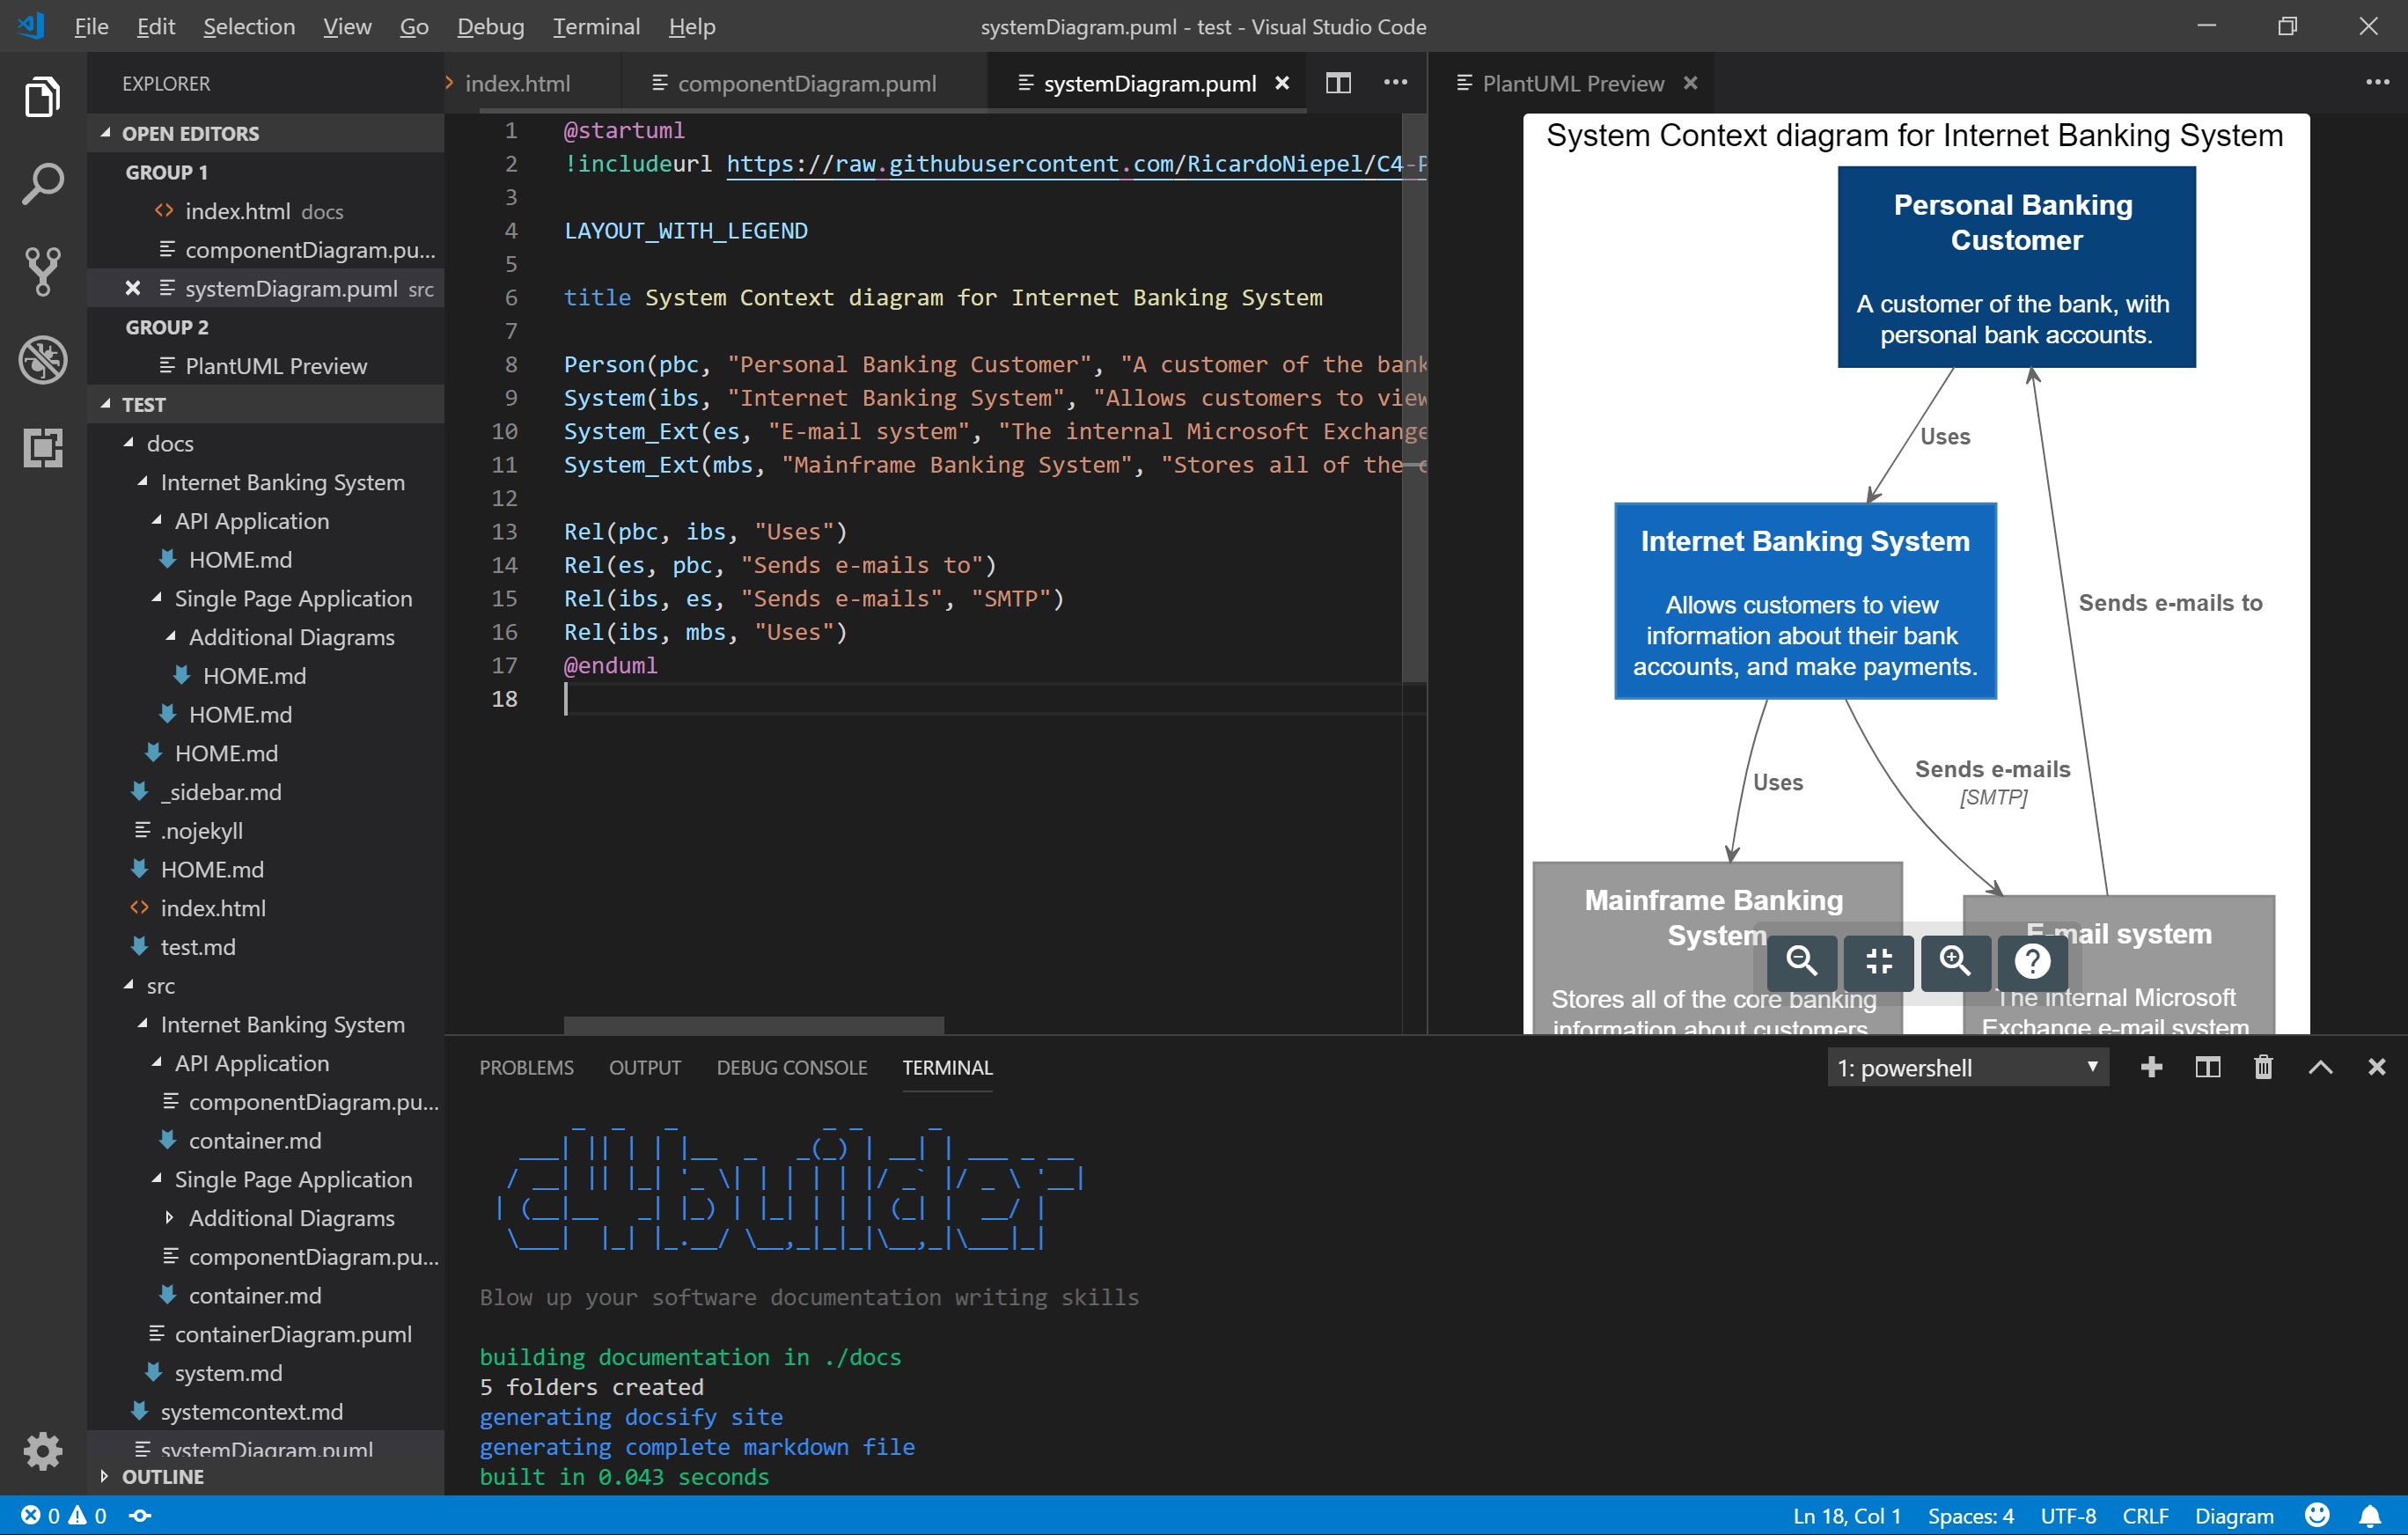 File Edit Selection View Go Debug Terminal Help
systemDiagram.puml - test - Visual Studio Code
EXPLORER
OPEN EDITORS
GROUP 1
index.html docs
componentDiagram.pu...
systemDiagram.puml src
GROUP 2
PlantUML Preview
TEST
docs
Internet Banking System
API Application
HOME.md
Single Page Application
Additional Diagrams
HOME.md
HOME.md
HOME.md
_sidebar.md
.nojekyll
HOME.md
index.html
test.md
src
Internet Banking System
API Application
componentDiagram.pu...
container.md
Single Page Application
Additional Diagrams
componentDiagram.pu...
container.md
containerDiagram.puml
system.md
systemcontext.md
systemDiagram.puml
OUTLINE
index.html
componentDiagram.puml
systemDiagram.puml
1 @startuml
2 !includeurl https://raw.githubusercontent.com/RicardoNiepel/C4-P
3
4 LAYOUT_WITH_LEGEND
5
6 title System Context diagram for Internet Banking System
7
8 Person(pbc, "Personal Banking Customer", "A customer of the bank
9 System(ibs, "Internet Banking System", "Allows customers to view
10 System_Ext(es, "E-mail system", "The internal Microsoft Exchange
11 System_Ext(mbs, "Mainframe Banking System", "Stores all of the c
12
13 Rel(pbc, ibs, "Uses")
14 Rel(es, pbc, "Sends e-mails to")
15 Rel(ibs, es, "Sends e-mails", "SMTP")
16 Rel(ibs, mbs, "Uses")
17 @enduml
18
PlantUML Preview
System Context diagram for Internet Banking System
Personal Banking
Customer
A customer of the bank, with
personal bank accounts.
Uses
Internet Banking System
Allows customers to view
information about their bank
accounts, and make payments.
Sends e-mails to
Uses
Sends e-mails
[SMTP]
Mainframe Banking
System
Stores all of the core banking
information about customers
E-mail system
The internal Microsoft
Exchange e-mail system
PROBLEMS OUTPUT DEBUG CONSOLE TERMINAL
1: powershell
c4builder
Blow up your software documentation writing skills
building documentation in ./docs
5 folders created
generating docsify site
generating complete markdown file
built in 0.043 seconds
0 0
Ln 18, Col 1 Spaces: 4 UTF-8 CRLF Diagram